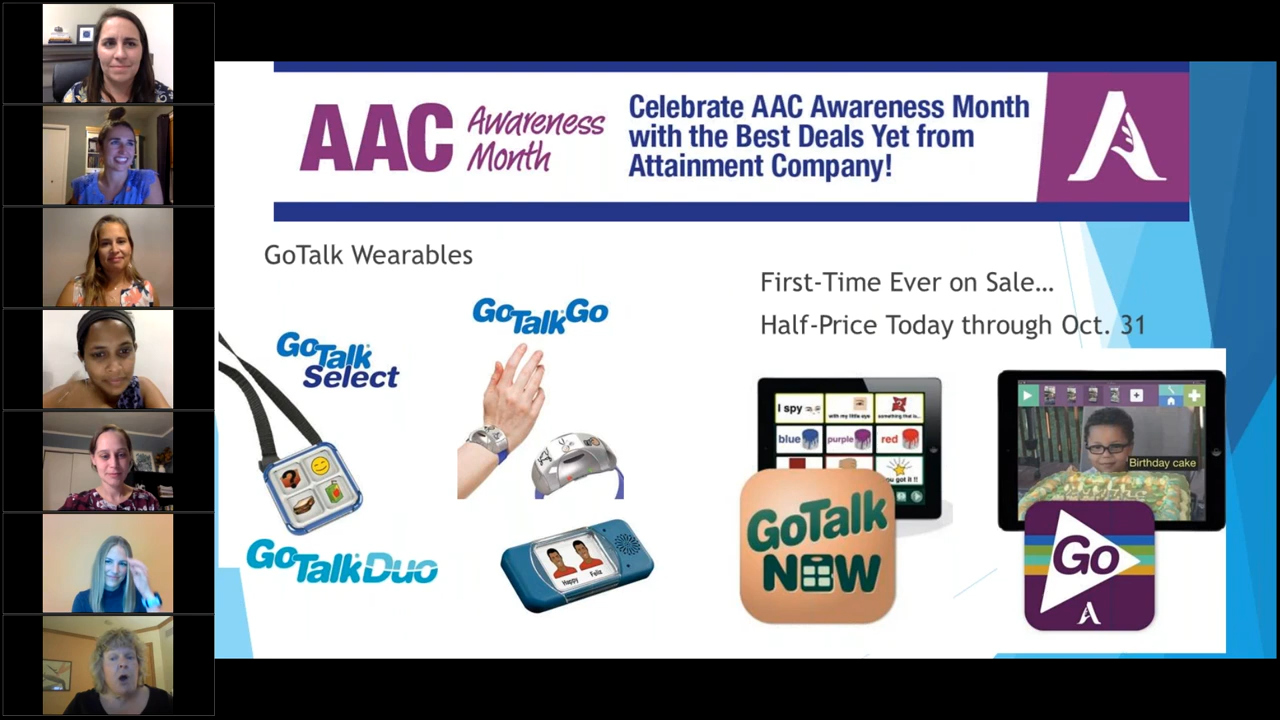 AAC Awareness
Month
Celebrate AAC Awareness Month
with the Best Deals Yet from
Attainment Company!
GoTalk Wearables
GoTalk Select
GoTalk Go
GoTalk Duo
Happy Feliz
First-Time Ever on Sale…
Half-Price Today through Oct. 31
I spy
with my little eye
something that is...
blue
purple
red
you got it !!
GoTalk
NOW
Birthday cake
Go